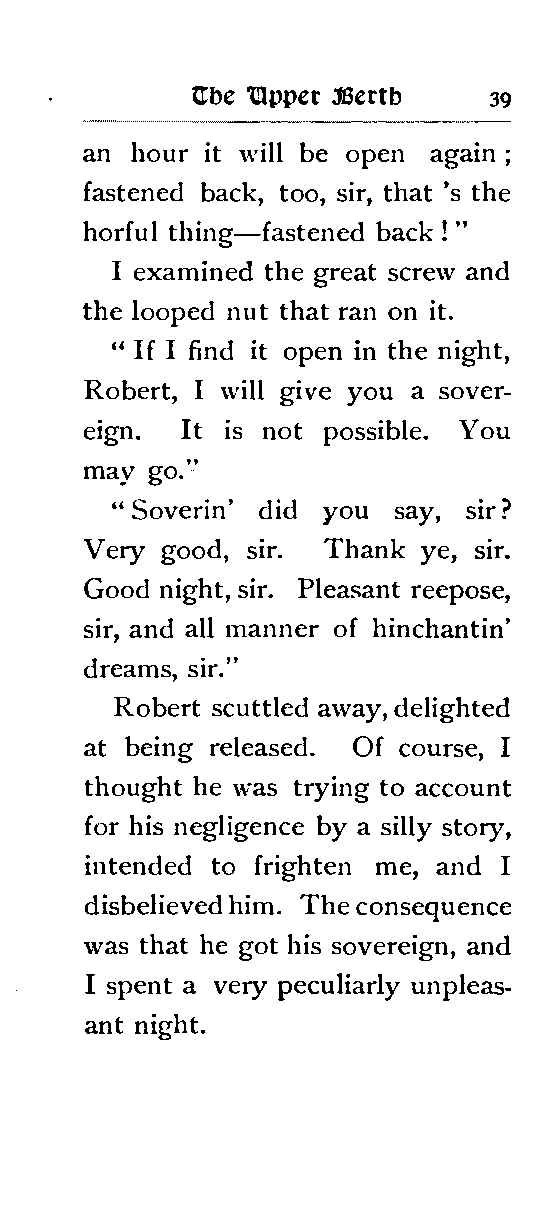 The Upper Berth 39
an hour it will be open again ;
fastened back, too, sir, that 's the
horful thing—fastened back ! "
I examined the great screw and
the looped nut that ran on it.
" If I find it open in the night,
Robert, I will give you a sover-
eign. It is not possible. You
may go."
" Soverin' did you say, sir ?
Very good, sir. Thank ye, sir.
Good night, sir. Pleasant reepose,
sir, and all manner of hinchantin'
dreams, sir."
Robert scuttled away, delighted
at being released. Of course, I
thought he was trying to account
for his negligence by a silly story,
intended to frighten me, and I
disbelieved him. The consequence
was that he got his sovereign, and
I spent a very peculiarly unpleas-
ant night.